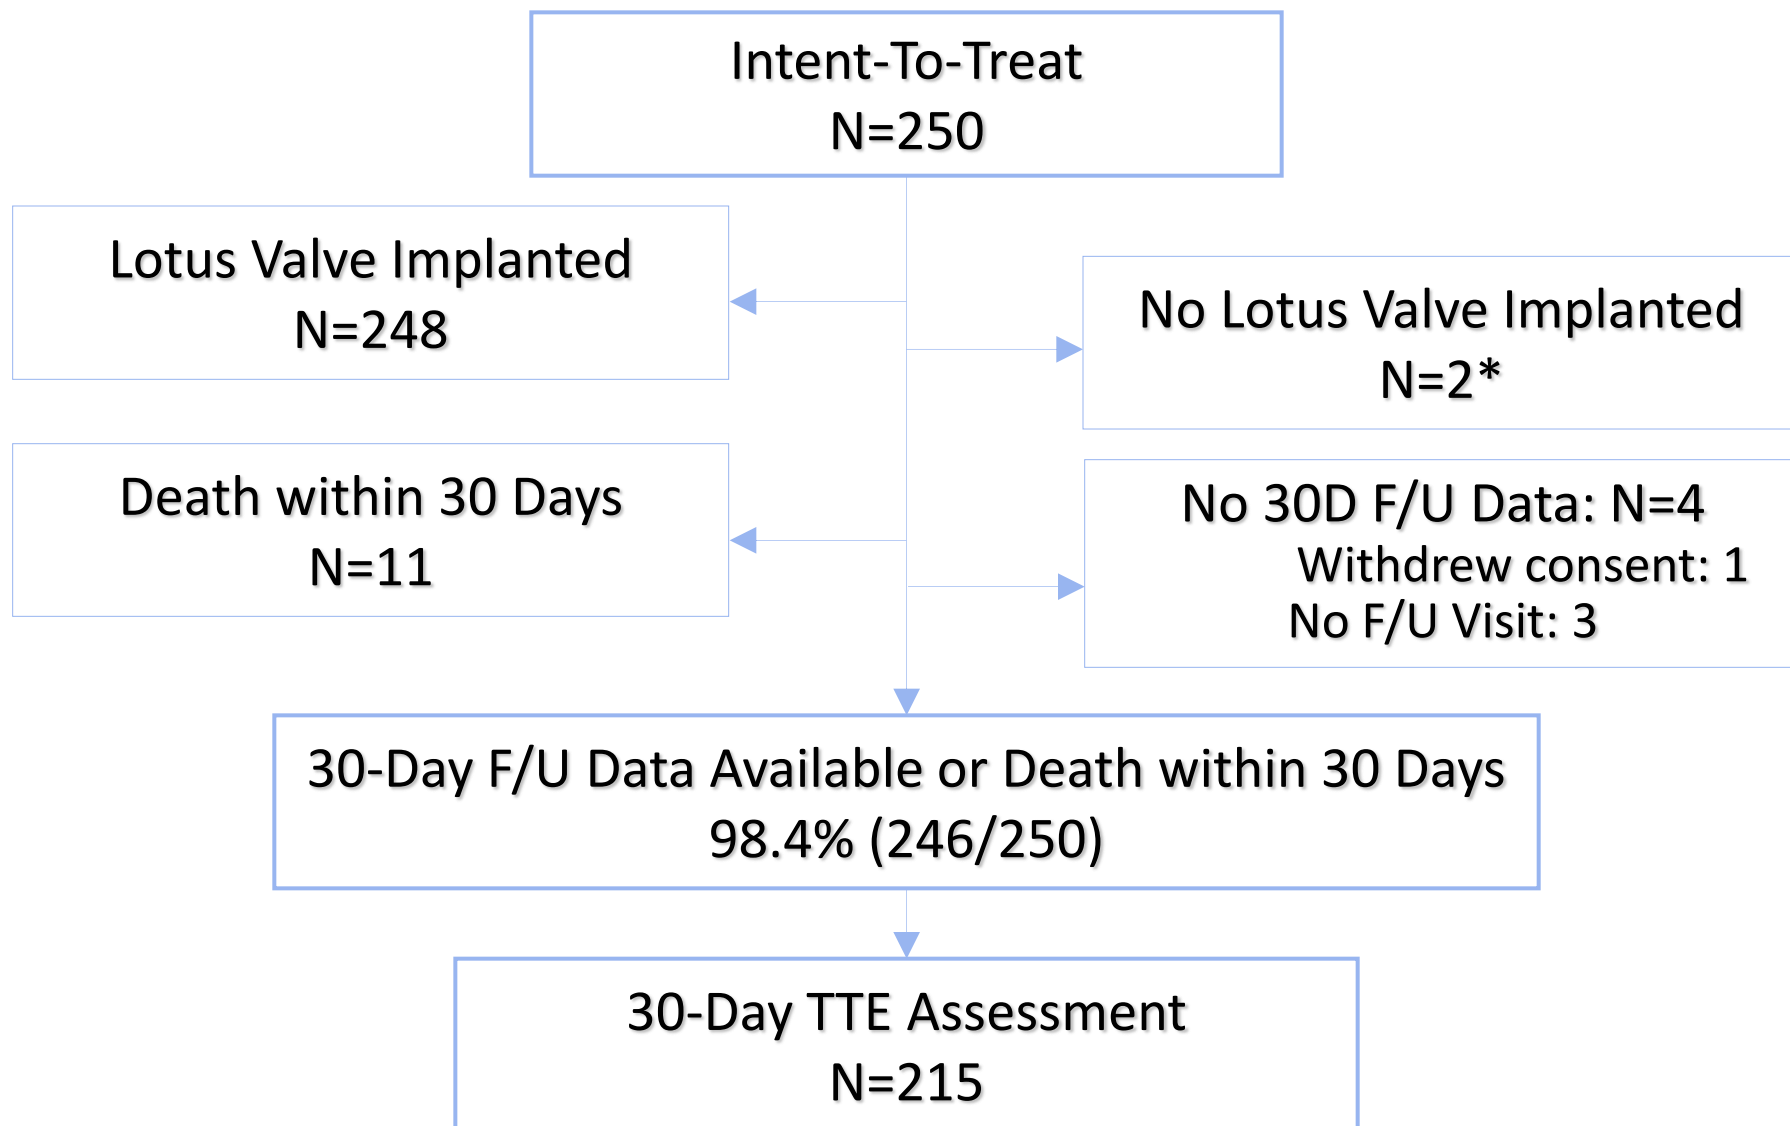 Intent-To-Treat
N=250
Lotus Valve Implanted
N=248
No Lotus Valve Implanted
N=2*
Death within 30 Days
N=11
No 30D F/U Data: N=4
Withdrew consent: 1
No F/U Visit: 3
30-Day F/U Data Available or Death within 30 Days
98.4% (246/250)
30-Day TTE Assessment
N=215